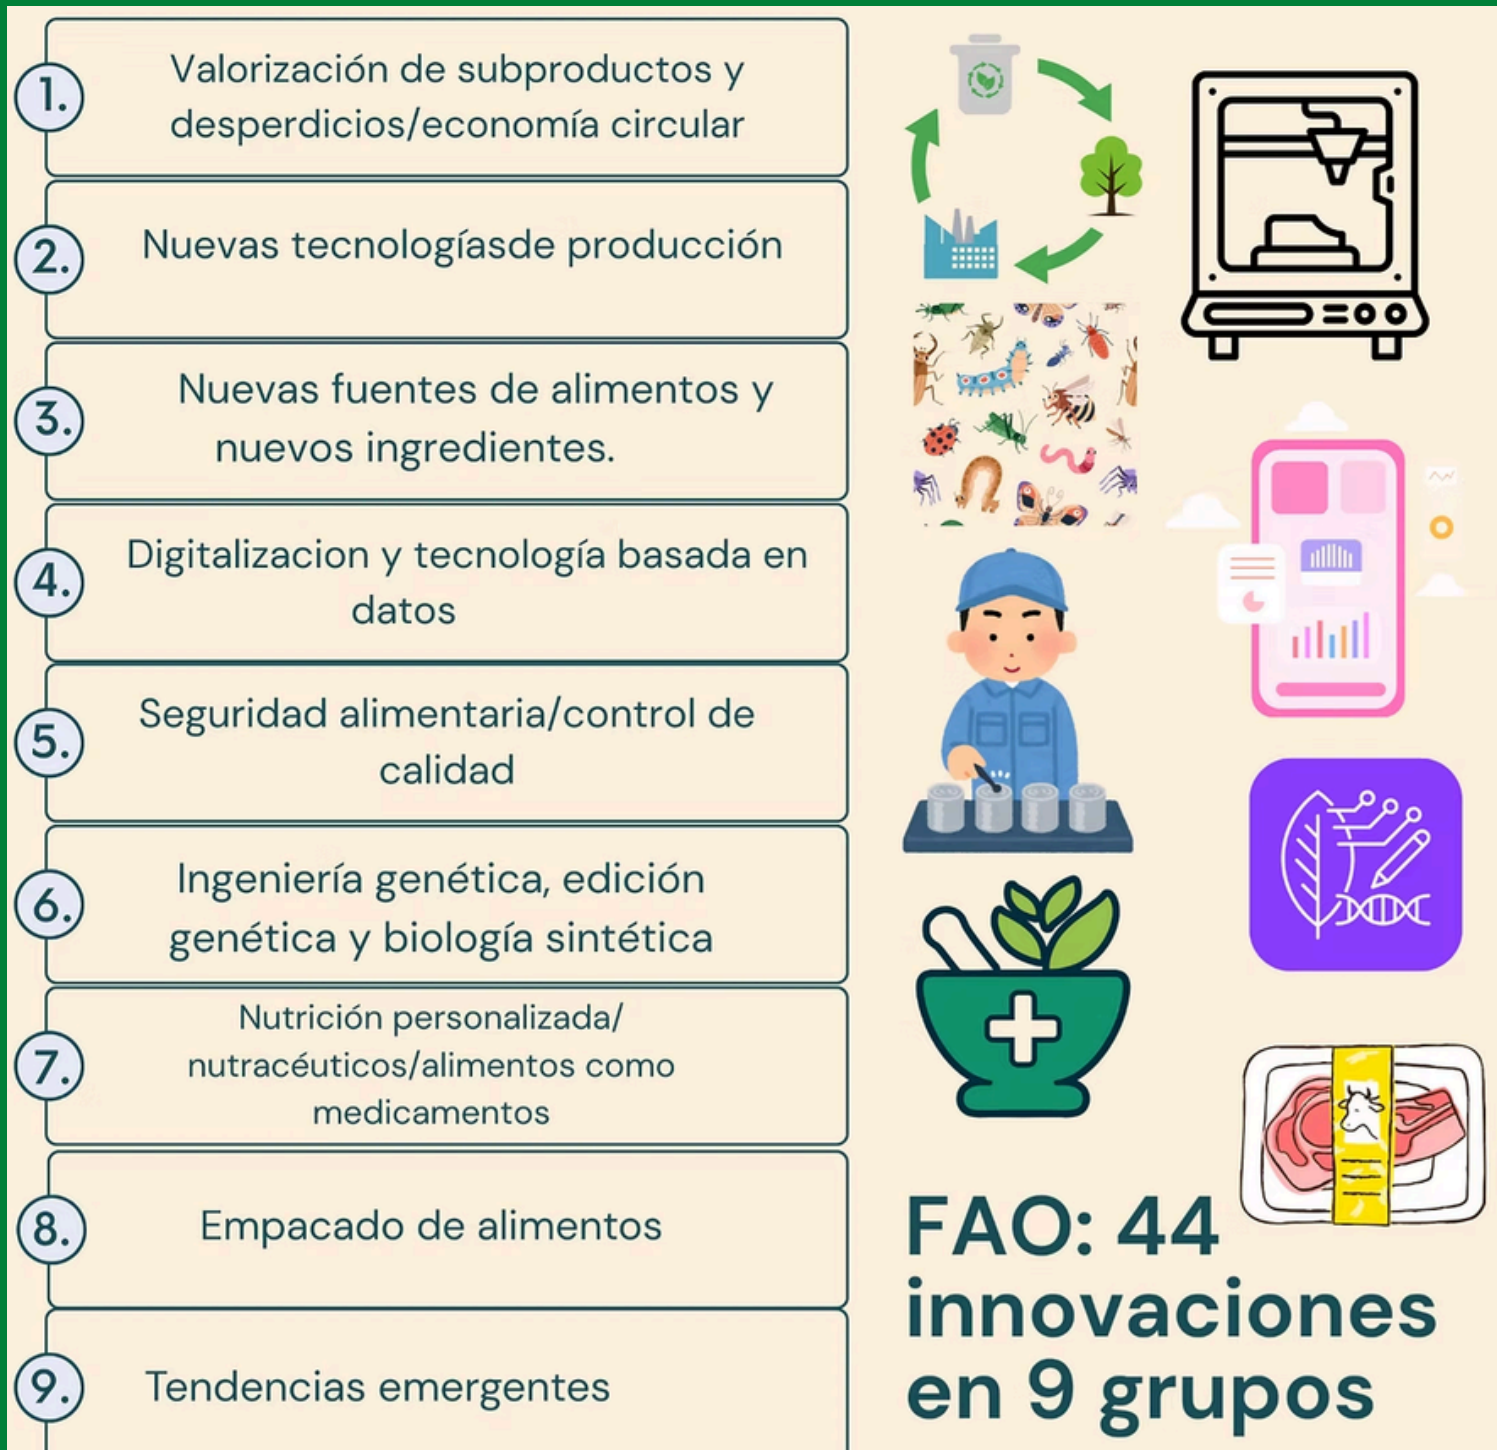 1.
Valorización de subproductos y
desperdicios/economía circular
2.
Nuevas tecnologíasde producción
3.
Nuevas fuentes de alimentos y
nuevos ingredientes.
4.
Digitalizacion y tecnología basada en
datos
5.
Seguridad alimentaria/control de
calidad
6.
Ingeniería genética, edición
genética y biología sintética
7.
Nutrición personalizada/
nutracéuticos/alimentos como
medicamentos
8.
Empacado de alimentos
9.
Tendencias emergentes
FAO: 44
innovaciones
en 9 grupos